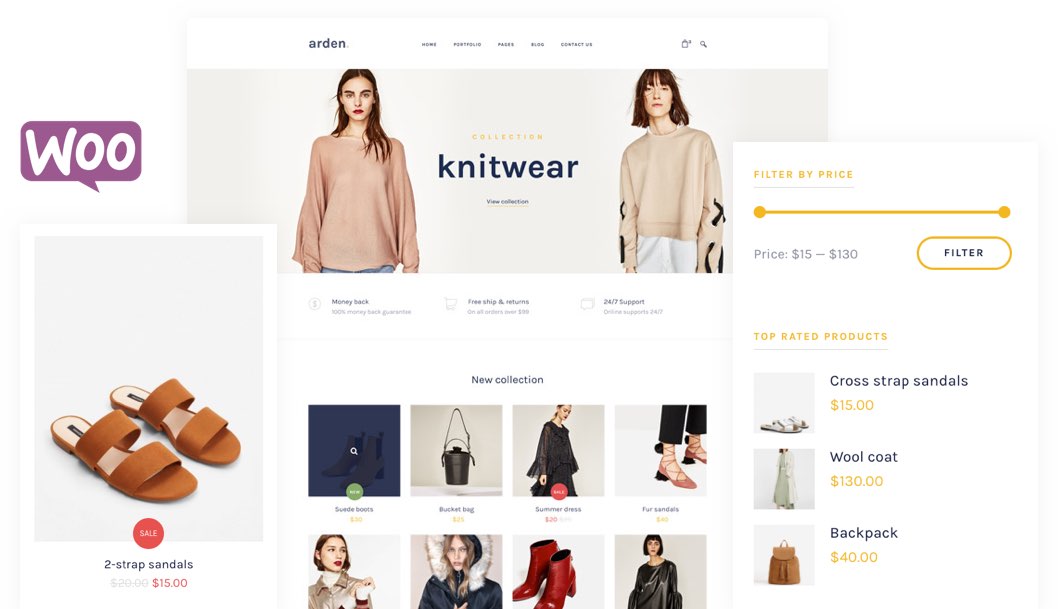 arden.
HOME PORTFOLIO PAGES BLOG CONTACT US
COLLECTION
knitwear
View collection
WOO
Money back
100% money back guarantee
Free ship & returns
On all orders over $99
24/7 Support
Online supports 24/7
New collection
NEW
Suede boots
$30
Bucket bag
$25
SALE
Summer dress
$20
Fur sandals
$40
SALE
2-strap sandals
$20.00 $15.00
FILTER BY PRICE
Price: $15 — $130
FILTER
TOP RATED PRODUCTS
Cross strap sandals
$15.00
Wool coat
$130.00
Backpack
$40.00